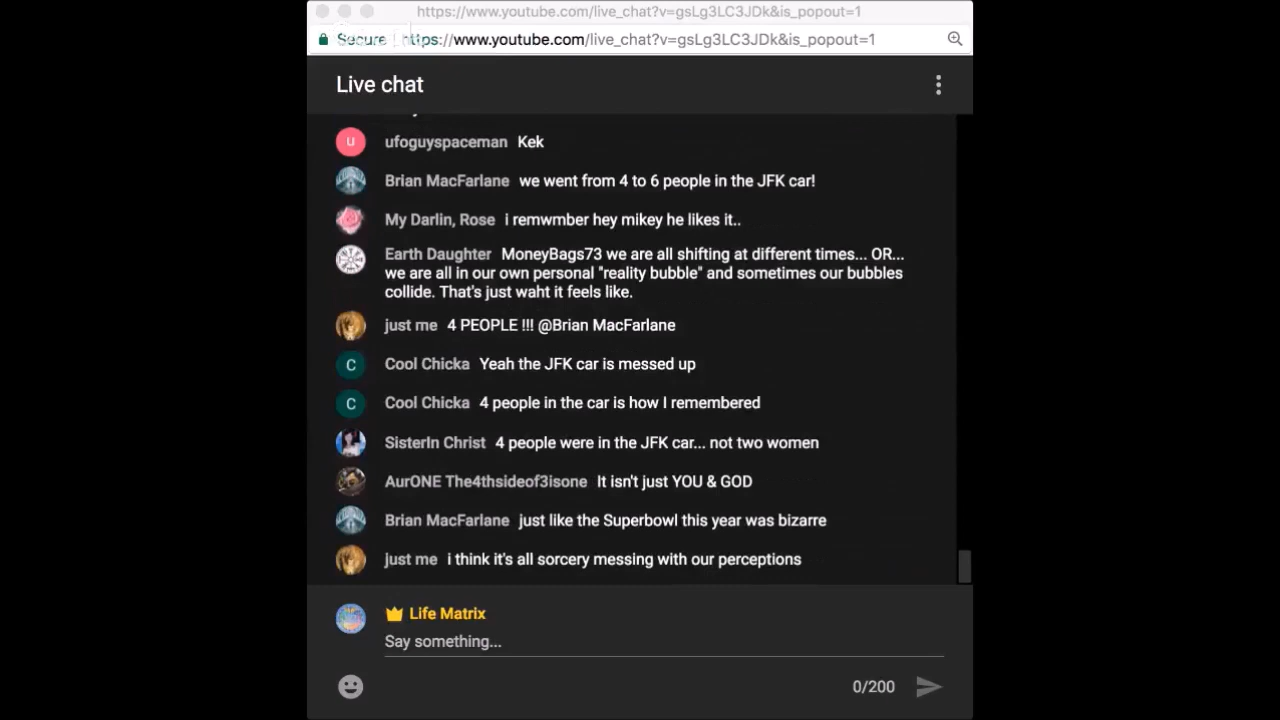 https://www.youtube.com/live_chat?v=gsLg3LC3JDk&is_popout=1
Secure https://www.youtube.com/live_chat?v=gsLg3LC3JDk&is_popout=1
Live chat
U ufoguyspaceman Kek
Brian MacFarlane we went from 4 to 6 people in the JFK car!
My Darlin, Rose i remwmber hey mikey he likes it..
Earth Daughter MoneyBags73 we are all shifting at different times... OR...
we are all in our own personal "reality bubble" and sometimes our bubbles
collide. That's just waht it feels like.
just me 4 PEOPLE !!! @Brian MacFarlane
C Cool Chicka Yeah the JFK car is messed up
C Cool Chicka 4 people in the car is how I remembered
SisterIn Christ 4 people were in the JFK car... not two women
AurONE The4thsideof3isone It isn't just YOU & GOD
Brian MacFarlane just like the Superbowl this year was bizarre
just me i think it's all sorcery messing with our perceptions
Life Matrix
Say something...
0/200